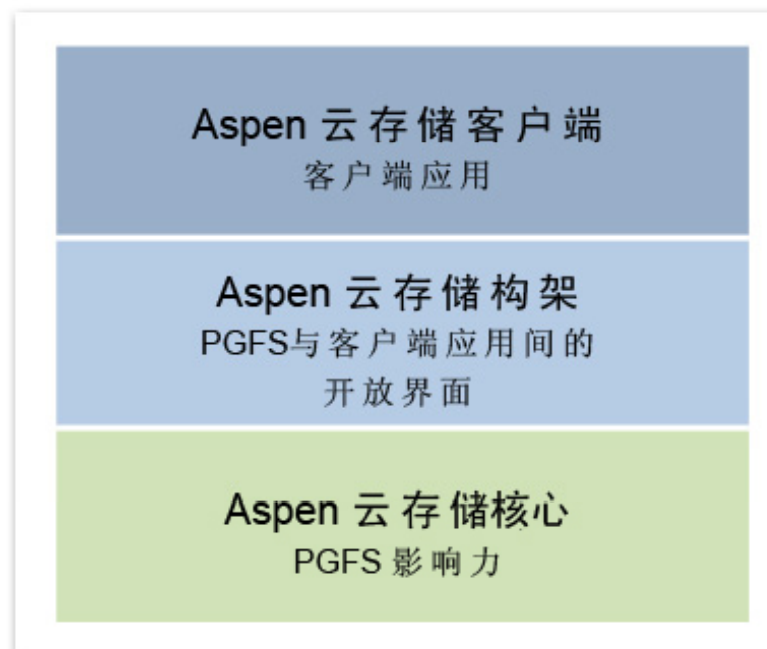 Aspen 云存储客户端
客户端应用
Aspen 云存储构架
PGFS与客户端应用间的
开放界面
Aspen 云存储核心
PGFS 影响力